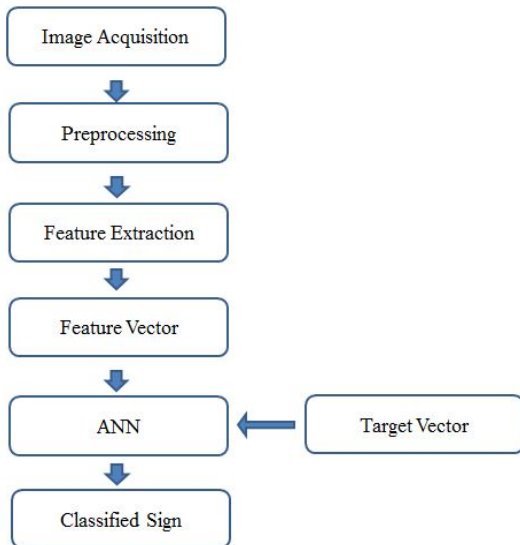 Image Acquisition
Preprocessing
Feature Extraction
Feature Vector
ANN
Target Vector
Classified Sign